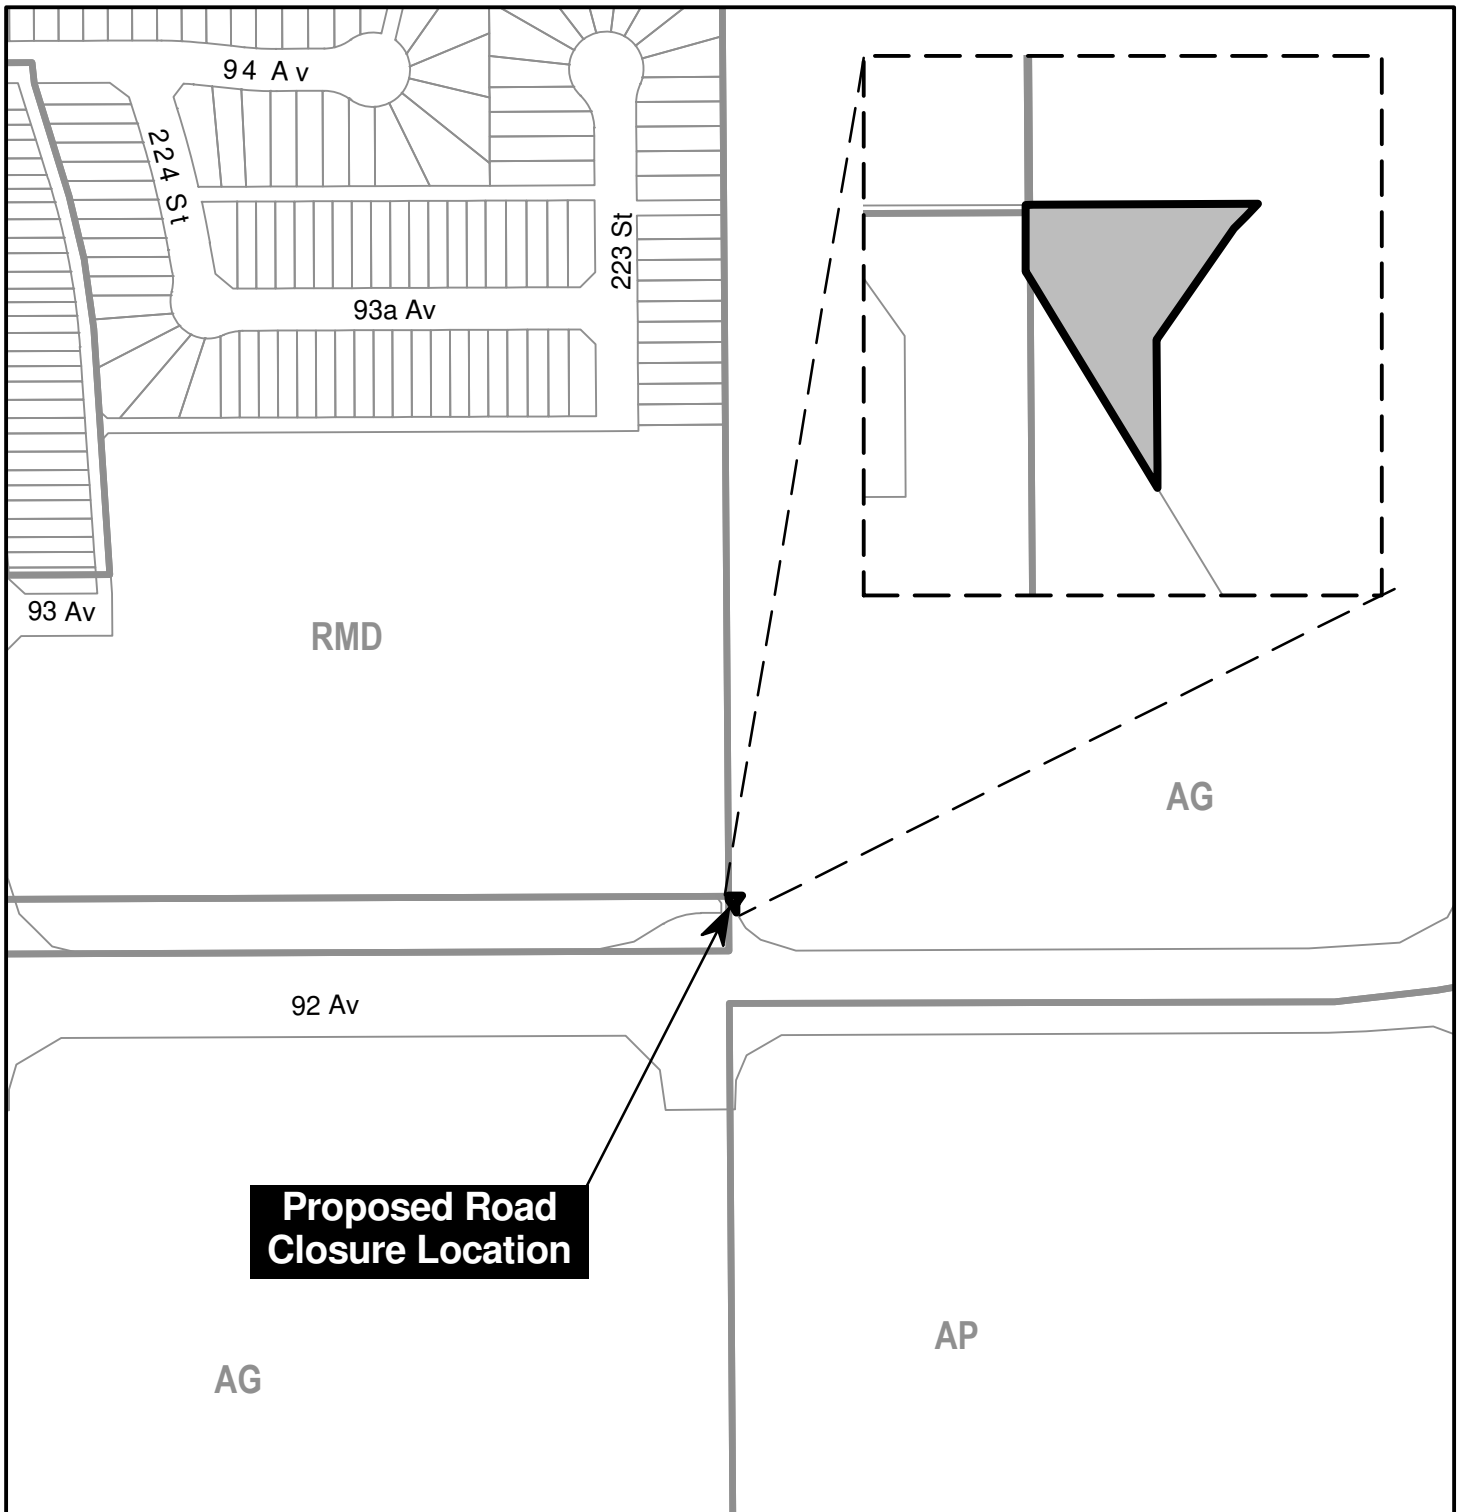 94 Av
224 St
223 St
93a Av
93 Av
RMD
AG
92 Av
Proposed Road
Closure Location
AP
AG